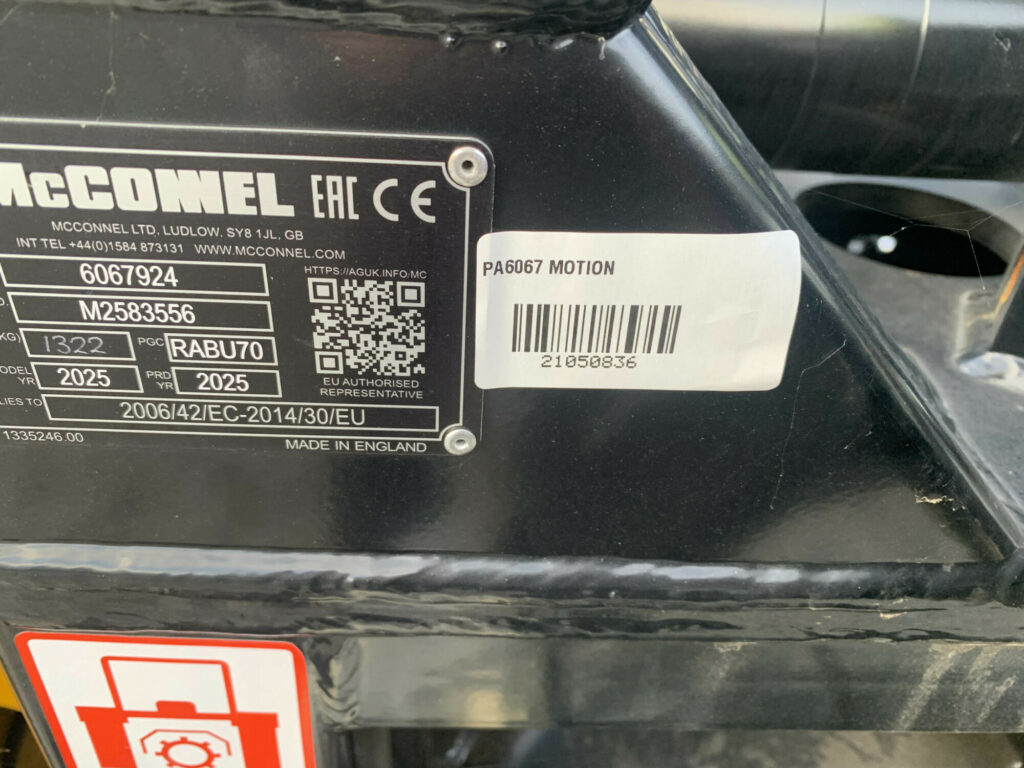 McCONNEL EAC CE
MCCONNEL LTD, LUDLOW. SY8 1JL, GB
INT TEL +44(0)1584 873131 WWW.MCCONNEL.COM
6067924
HTTPS://AGUK.INFO/MC
M2583556
1322 PGC RABU70
YR 2025 PRD YR 2025
EU AUTHORISED
REPRESENTATIVE
TO 2006/42/EC-2014/30/EU
1335246.00
MADE IN ENGLAND
PA6067 MOTION
21050836